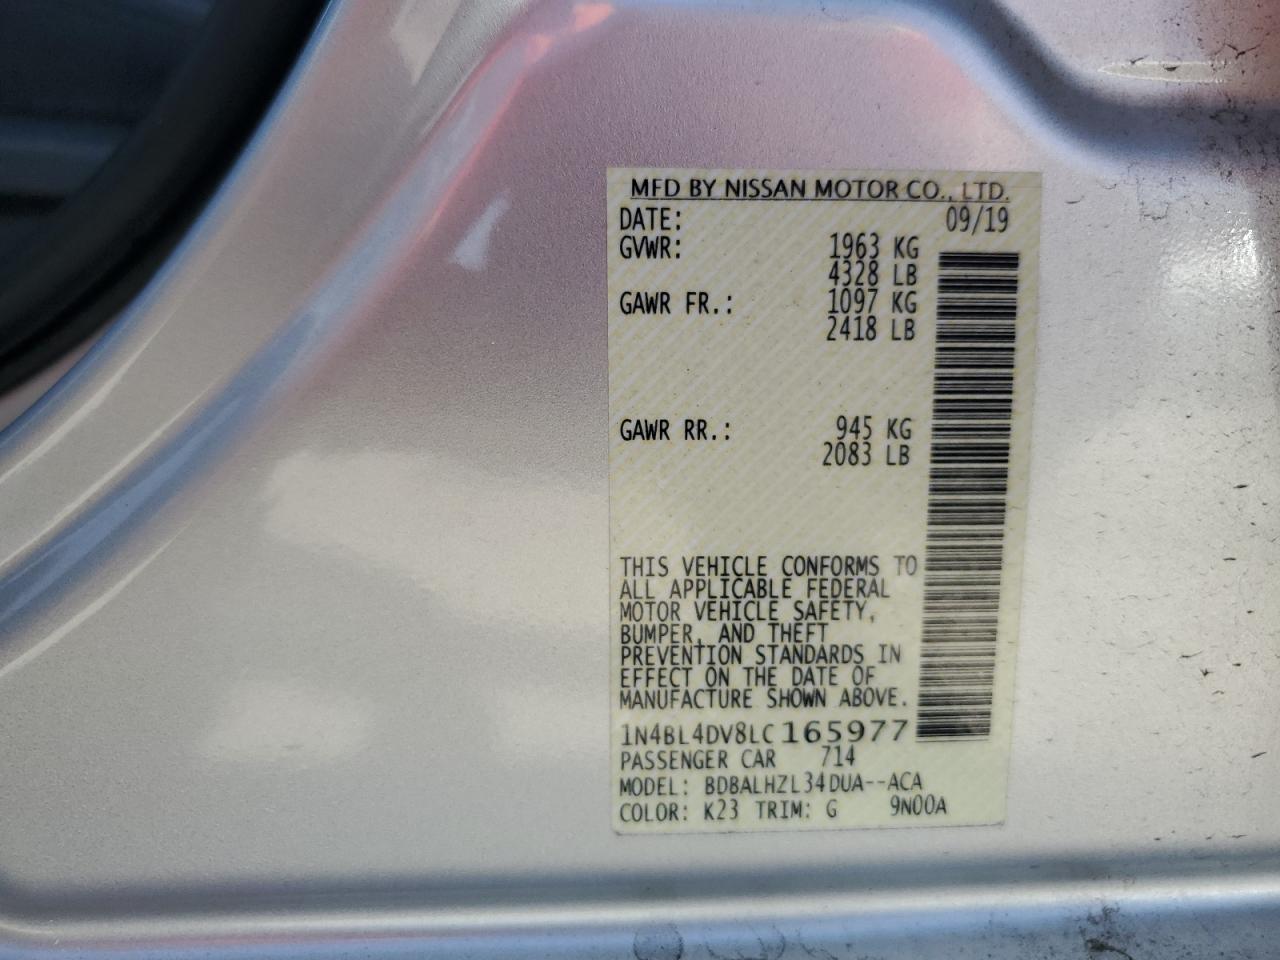 MFD BY NISSAN MOTOR CO., LTD.
DATE: 09/19
GVWR: 1963 KG
4328 LB
GAWR FR.: 1097 KG
2418 LB
GAWR RR.: 945 KG
2083 LB
THIS VEHICLE CONFORMS TO
ALL APPLICABLE FEDERAL
MOTOR VEHICLE SAFETY,
BUMPER, AND THEFT
PREVENTION STANDARDS IN
EFFECT ON THE DATE OF
MANUFACTURE SHOWN ABOVE.
1N4BL4DV8LC165977
PASSENGER CAR 714
MODEL: BDBALHZL34DUA--ACA
COLOR: K23 TRIM: G 9N00A